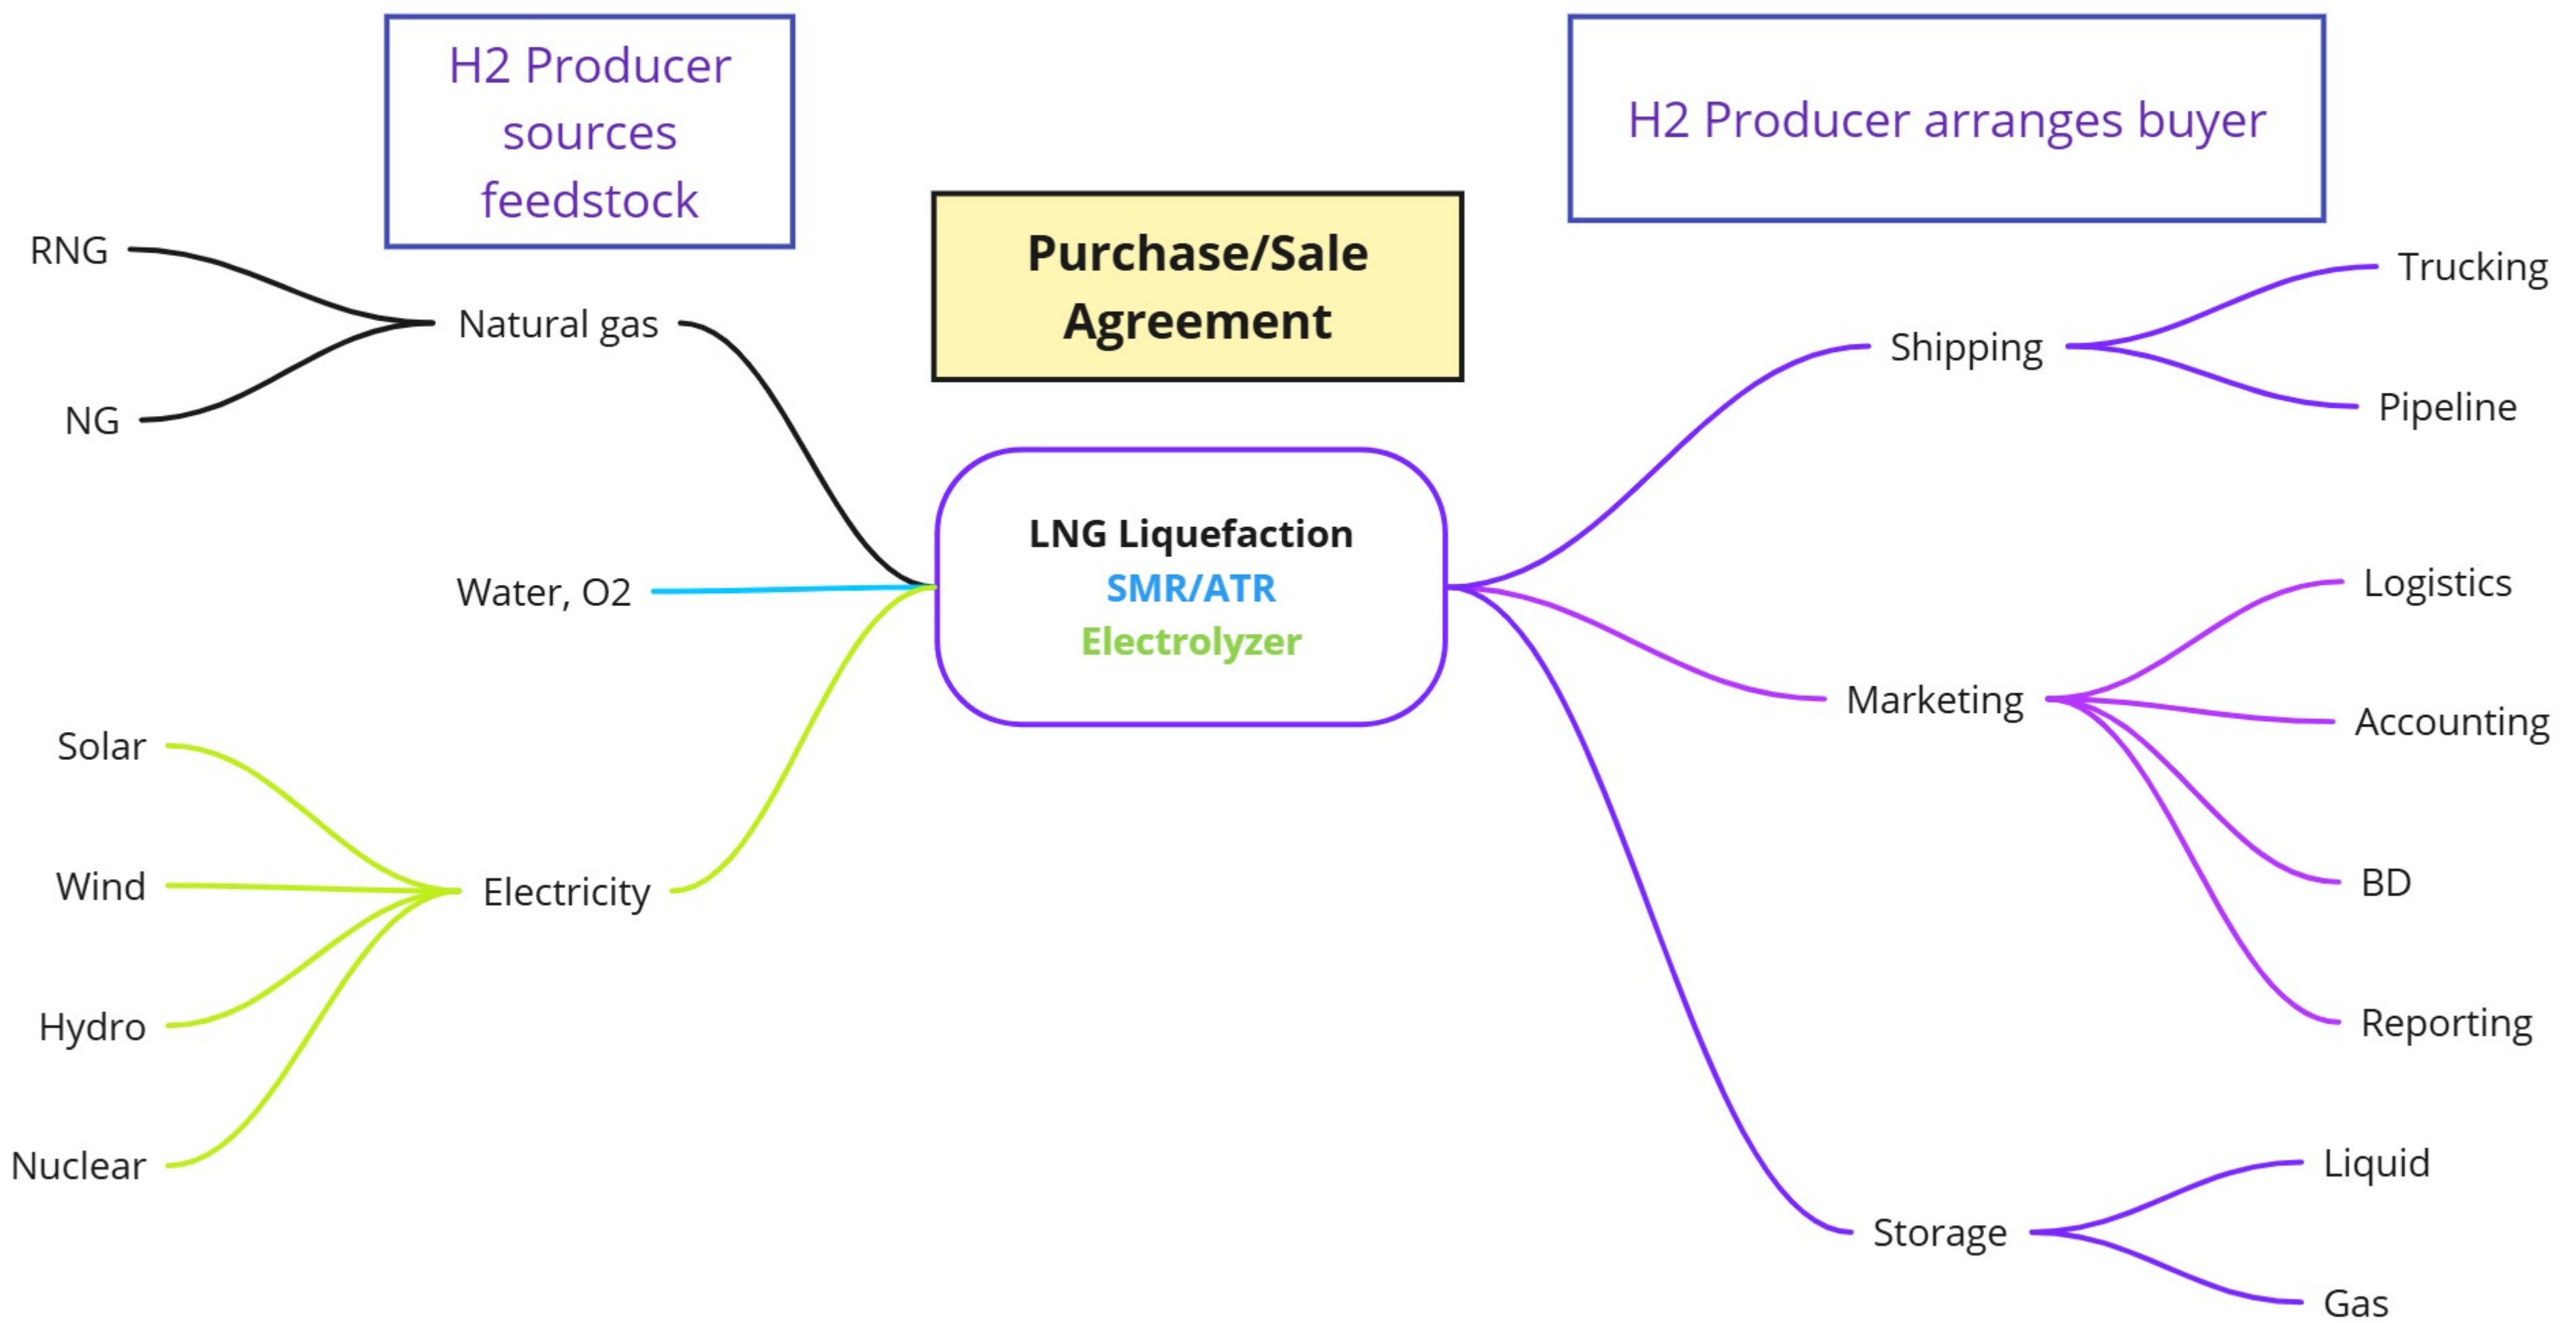 H2 Producer
sources
feedstock
H2 Producer arranges buyer
Purchase/Sale
Agreement
RNG
NG
Natural gas
Water, O2
Solar
Wind
Hydro
Nuclear
Electricity
LNG Liquefaction
SMR/ATR
Electrolyzer
Shipping
Trucking
Pipeline
Marketing
Logistics
Accounting
BD
Reporting
Storage
Liquid
Gas